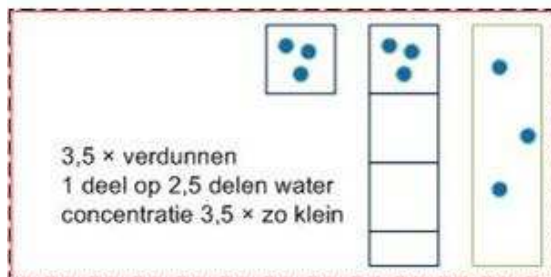 3,5 × verdunnen
1 deel op 2,5 delen water
concentratie 3,5 × zo klein